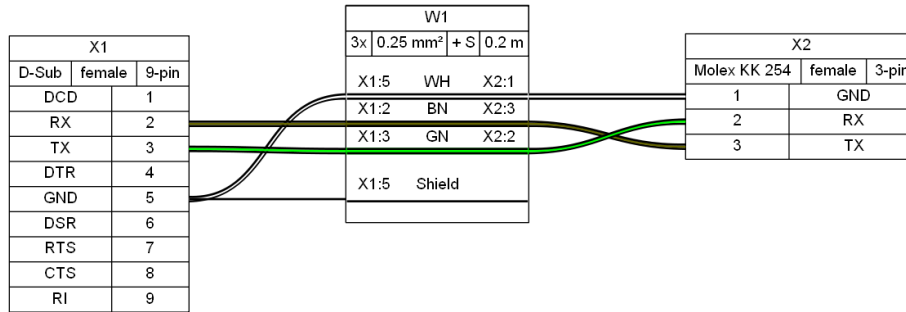 X1
D-Sub female 9-pin
DCD 1
RX 2
TX 3
DTR 4
GND 5
DSR 6
RTS 7
CTS 8
RI 9
W1
3x 0.25 mm² + S 0.2 m
X1:5 WH X2:1
X1:2 BN X2:3
X1:3 GN X2:2
X1:5 Shield
X2
Molex KK 254 female 3-pin
1 GND
2 RX
3 TX